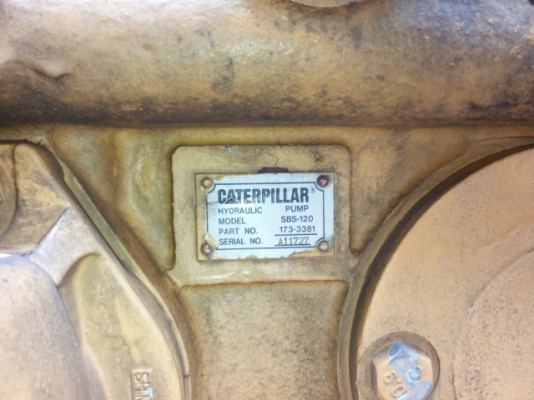 CATERPILLAR®
HYDRAULIC PUMP
MODEL SBS-120
PART NO. 173-3381
SERIAL NO. A11727